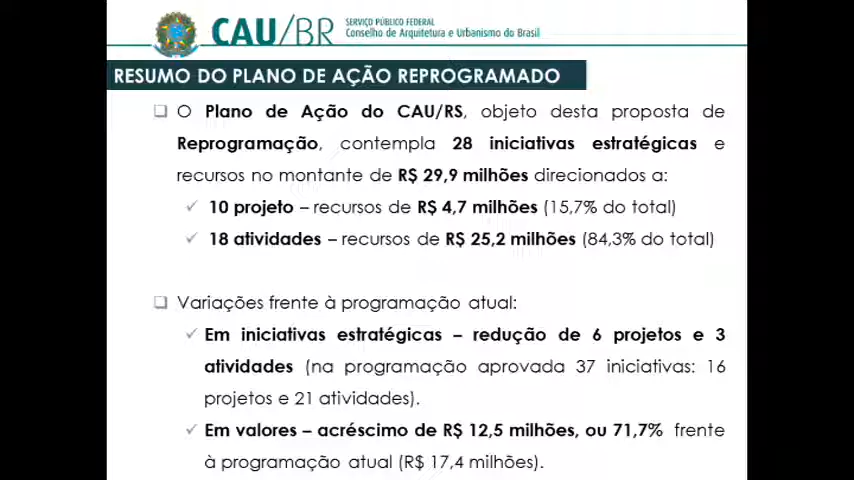 CAU/BR
SERVIÇO PÚBLICO FEDERAL
Conselho de Arquitetura e Urbanismo do Brasil
RESUMO DO PLANO DE AÇÃO REPROGRAMADO
O Plano de Ação do CAU/RS, objeto desta proposta de
Reprogramação, contempla 28 iniciativas estratégicas e
recursos no montante de R$ 29,9 milhões direcionados a:
10 projeto – recursos de R$ 4,7 milhões (15,7% do total)
18 atividades – recursos de R$ 25,2 milhões (84,3% do total)
Variações frente à programação atual:
Em iniciativas estratégicas – redução de 6 projetos e 3
atividades (na programação aprovada 37 iniciativas: 16
projetos e 21 atividades).
Em valores – acréscimo de R$ 12,5 milhões, ou 71,7% frente
à programação atual (R$ 17,4 milhões).